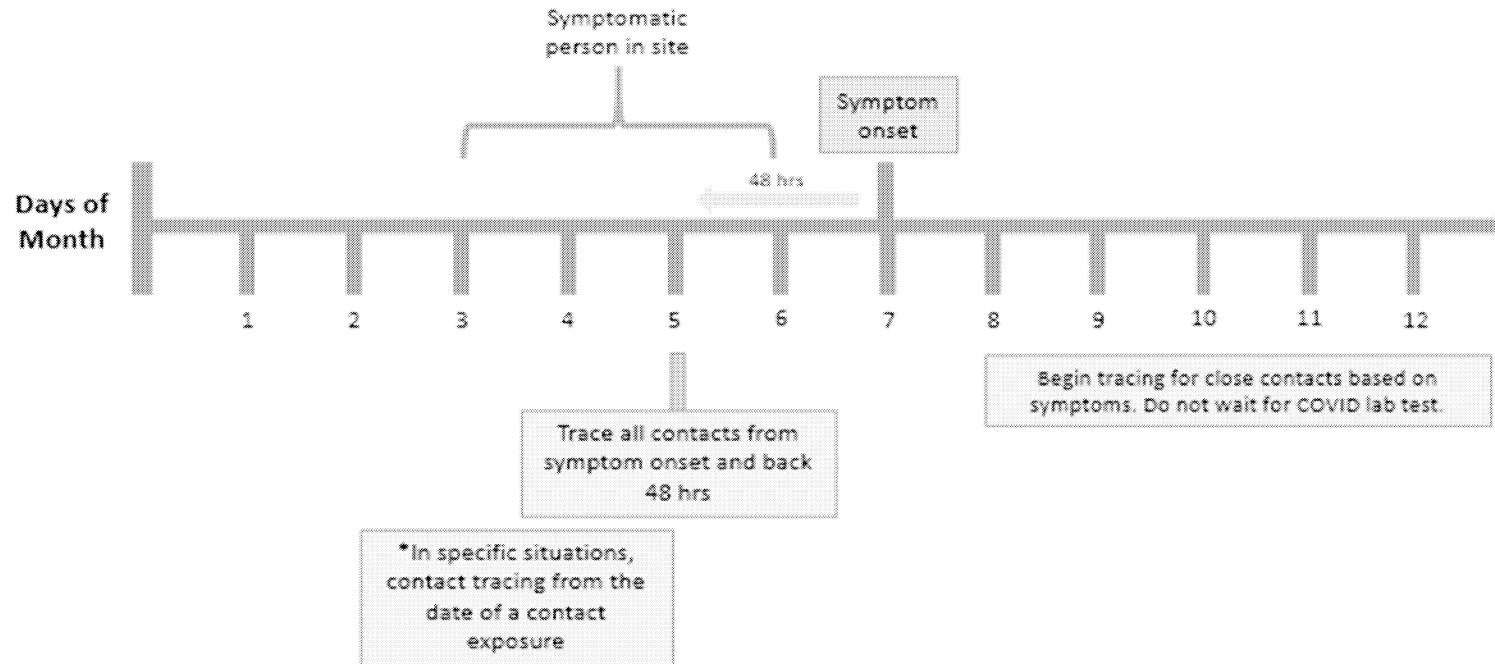 Symptomatic
person in site
Symptom
onset
48 hrs
Days of
Month
1 2 3 4 5 6 7 8 9 10 11 12
Begin tracing for close contacts based on
symptoms. Do not wait for COVID lab test.
Trace all contacts from
symptom onset and back
48 hrs
*In specific situations,
contact tracing from the
date of a contact
exposure